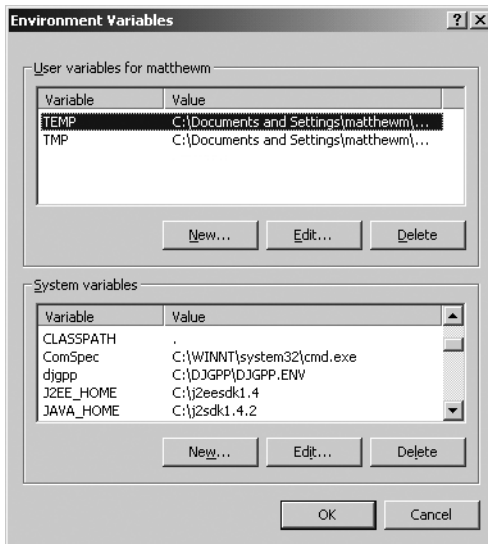 Environment Variables
User variables for matthewm
Variable Value
TEMP C:\Documents and Settings\matthewm\...
TMP C:\Documents and Settings\matthewm\...
New... Edit... Delete
System variables
Variable Value
CLASSPATH .
ComSpec C:\WINNT\system32\cmd.exe
djgpp C:\DJGPP\DJGPP.ENV
J2EE_HOME C:\j2eesdk1.4
JAVA_HOME C:\j2sdk1.4.2
New... Edit... Delete
OK Cancel